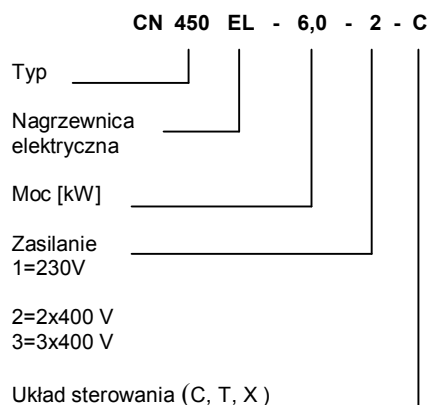 CN 450 EL - 6,0 - 2 - C
Typ
Nagrzewnica
elektryczna
Moc [kW]
Zasilanie
1=230V
2=2x400 V
3=3x400 V
Układ sterowania (C, T, X )